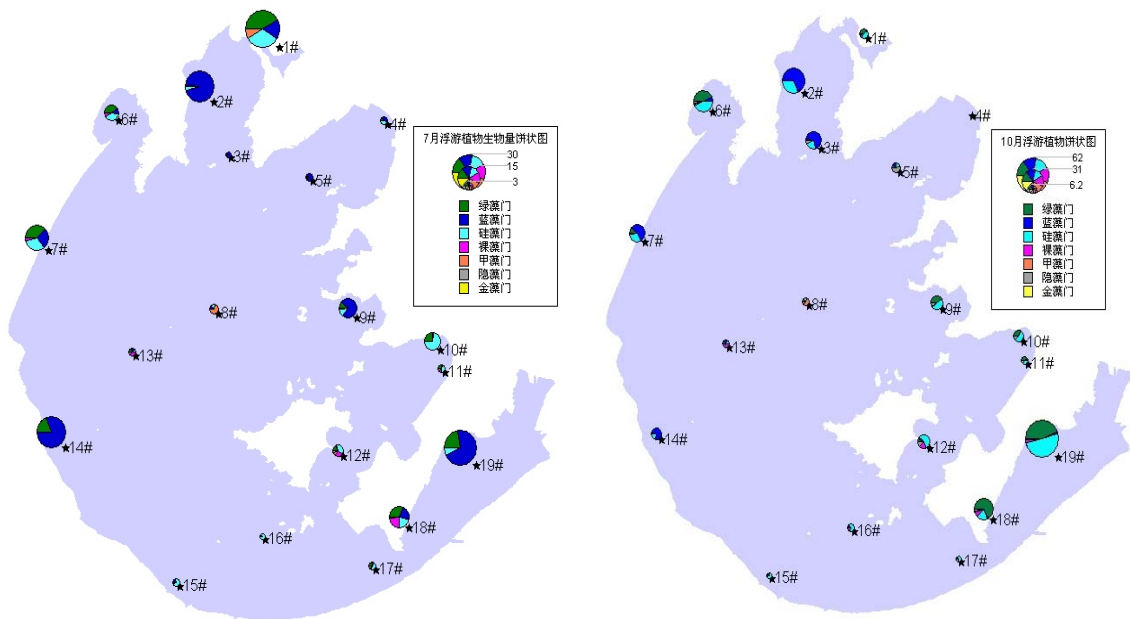 ★1#
★2#
★6#
★4#
★3#
★5#
★7#
★8#
★9#
★10#
★13#
★11#
★14#
★12#
★19#
★18#
★16#
★17#
★15#
7月浮游植物生物量饼状图
30
15
3
绿藻门
蓝藻门
硅藻门
裸藻门
甲藻门
隐藻门
金藻门
★1#
★2#
★6#
★4#
★3#
★5#
★7#
★8#
★9#
★10#
★13#
★11#
★14#
★12#
★19#
★18#
★16#
★17#
★15#
10月浮游植物饼状图
62
31
6.2
绿藻门
蓝藻门
硅藻门
裸藻门
甲藻门
隐藻门
金藻门